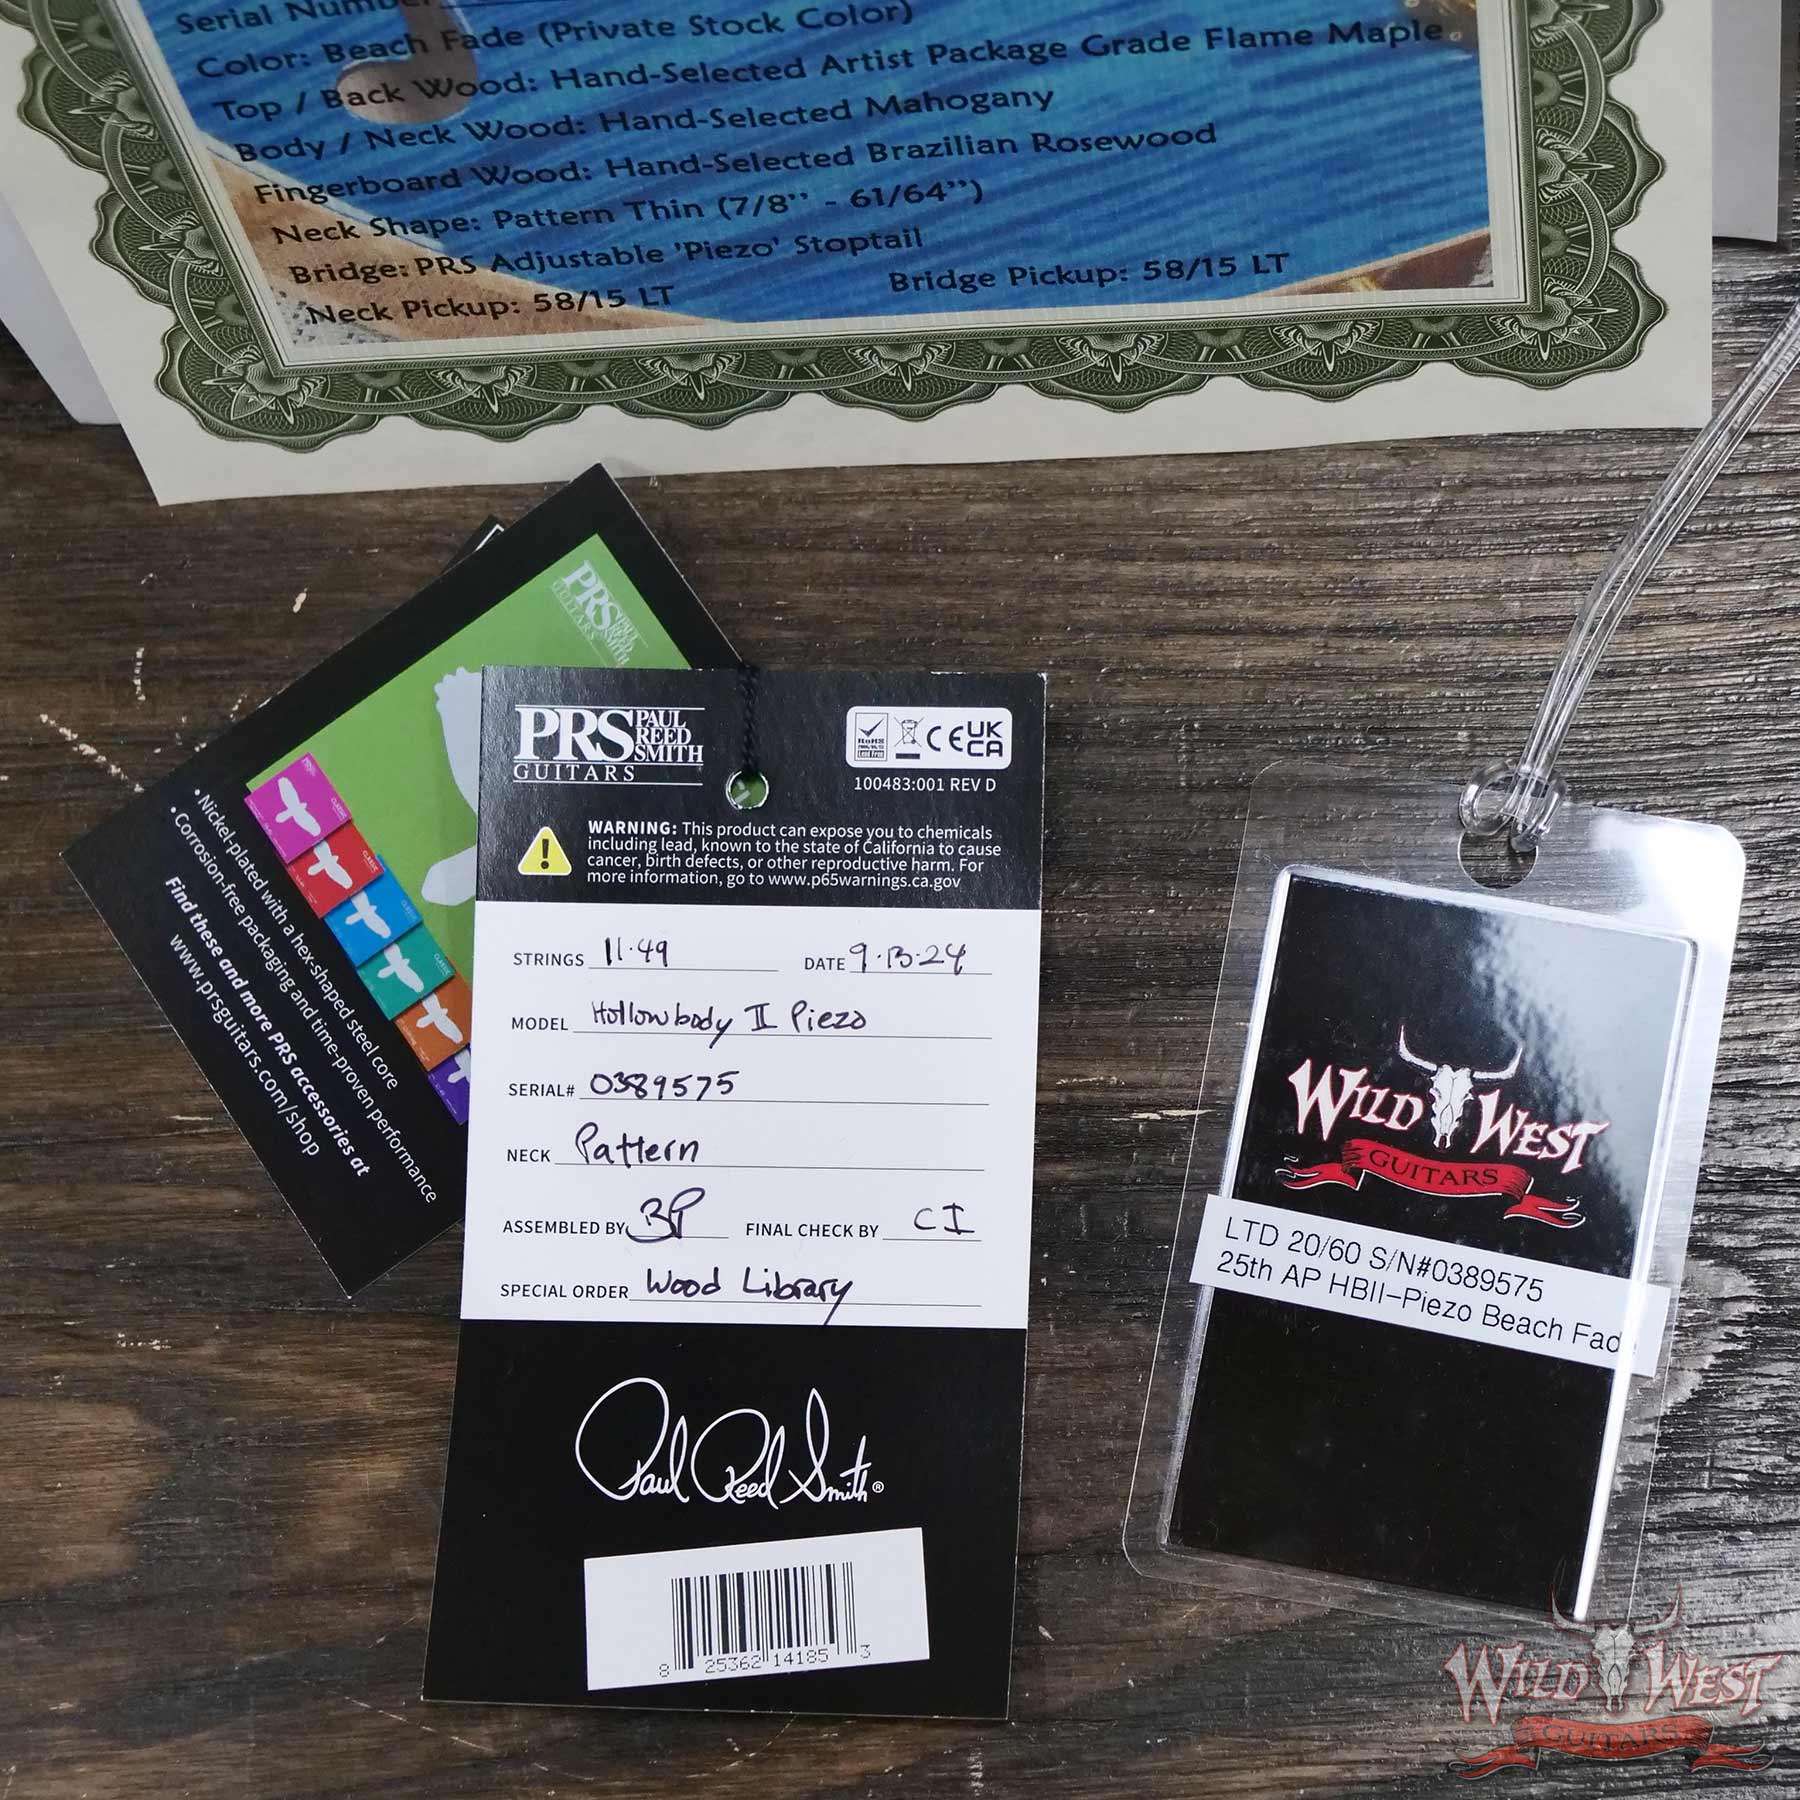 Serial Number
Color: Beach Fade (Private Stock Color)
Top / Back Wood: Hand-Selected Artist Package Grade Flame Maple
Body / Neck Wood: Hand-Selected Mahogany
Fingerboard Wood: Hand-Selected Brazilian Rosewood
Neck Shape: Pattern Thin (7/8" - 61/64")
Bridge: PRS Adjustable 'Piezo' Stoptail
Neck Pickup: 58/15 LT
Bridge Pickup: 58/15 LT
PRS PAUL REED SMITH
GUITARS
• Nickel-plated with a hex-shaped steel core
• Corrosion-free packaging and time-proven performance
Find these and more PRS accessories at
www.prsguitars.com/shop
PRS PAUL REED SMITH
GUITARS
RoHS
Lead Free
CE UK CA
100483:001 REV D
WARNING: This product can expose you to chemicals
including lead, known to the state of California to cause
cancer, birth defects, or other reproductive harm. For
more information, go to www.p65warnings.ca.gov
STRINGS 11-49 DATE 9-13-24
MODEL Hollowbody II Piezo
SERIAL# 0389575
NECK Pattern
ASSEMBLED BY BP FINAL CHECK BY CI
SPECIAL ORDER Wood Library
Paul Reed Smith®
8 25362 14185 3
WILD WEST
GUITARS
LTD 20/60 S/N#0389575
25th AP HBII-Piezo Beach Fad
WILD WEST
GUITARS